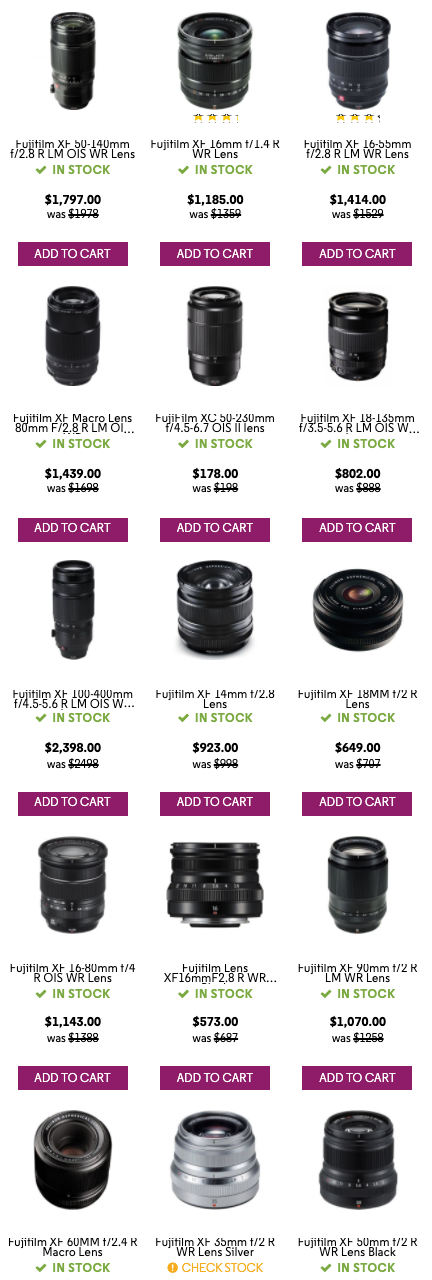 Fujifilm XF 50-140mm
f/2.8 R LM OIS WR Lens
IN STOCK
$1,797.00
was $1978
ADD TO CART
Fujifilm XF 16mm f/1.4 R
WR Lens
IN STOCK
$1,185.00
was $1359
ADD TO CART
Fujifilm XF 16-55mm
f/2.8 R LM WR Lens
IN STOCK
$1,414.00
was $1529
ADD TO CART
Fujifilm XF Macro Lens
80mm F/2.8 R LM OI...
IN STOCK
$1,439.00
was $1698
ADD TO CART
FujiFilm XC 50-230mm
f/4.5-6.7 OIS II lens
IN STOCK
$178.00
was $198
ADD TO CART
Fujifilm XF 18-135mm
f/3.5-5.6 R LM OIS W...
IN STOCK
$802.00
was $888
ADD TO CART
Fujifilm XF 100-400mm
f/4.5-5.6 R LM OIS W...
IN STOCK
$2,398.00
was $2498
ADD TO CART
Fujifilm XF 14mm f/2.8
Lens
IN STOCK
$923.00
was $998
ADD TO CART
Fujifilm XF 18MM f/2 R
Lens
IN STOCK
$649.00
was $707
ADD TO CART
Fujifilm XF 16-80mm f/4
R OIS WR Lens
IN STOCK
$1,143.00
was $1388
ADD TO CART
Fujifilm Lens
XF16mmF2.8 R WR...
IN STOCK
$573.00
was $687
ADD TO CART
Fujifilm XF 90mm f/2 R
LM WR Lens
IN STOCK
$1,070.00
was $1258
ADD TO CART
Fujifilm XF 60MM f/2.4 R
Macro Lens
IN STOCK
Fujifilm XF 35mm f/2 R
WR Lens Silver
CHECK STOCK
Fujifilm XF 50mm f/2 R
WR Lens Black
IN STOCK